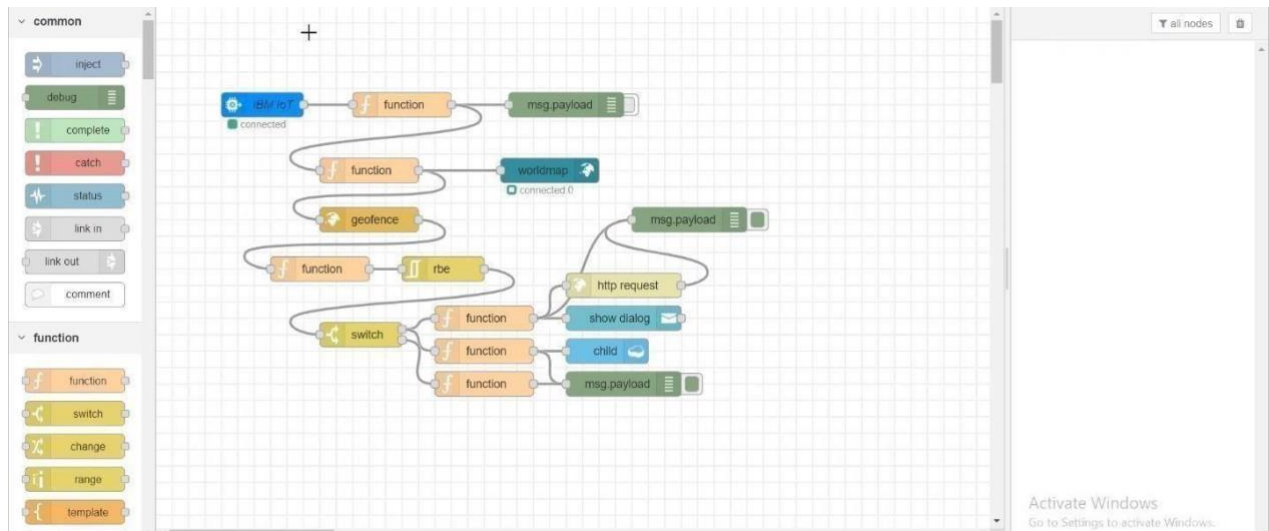 common
inject
debug
complete
catch
status
link in
link out
comment
function
function
switch
change
range
template
IBM IoT
connected
function
msg.payload
function
worldmap
connected 0
geofence
msg.payload
function
rbe
http request
switch
function
show dialog
function
child
function
msg.payload
all nodes
Activate Windows
Go to Settings to activate Windows.